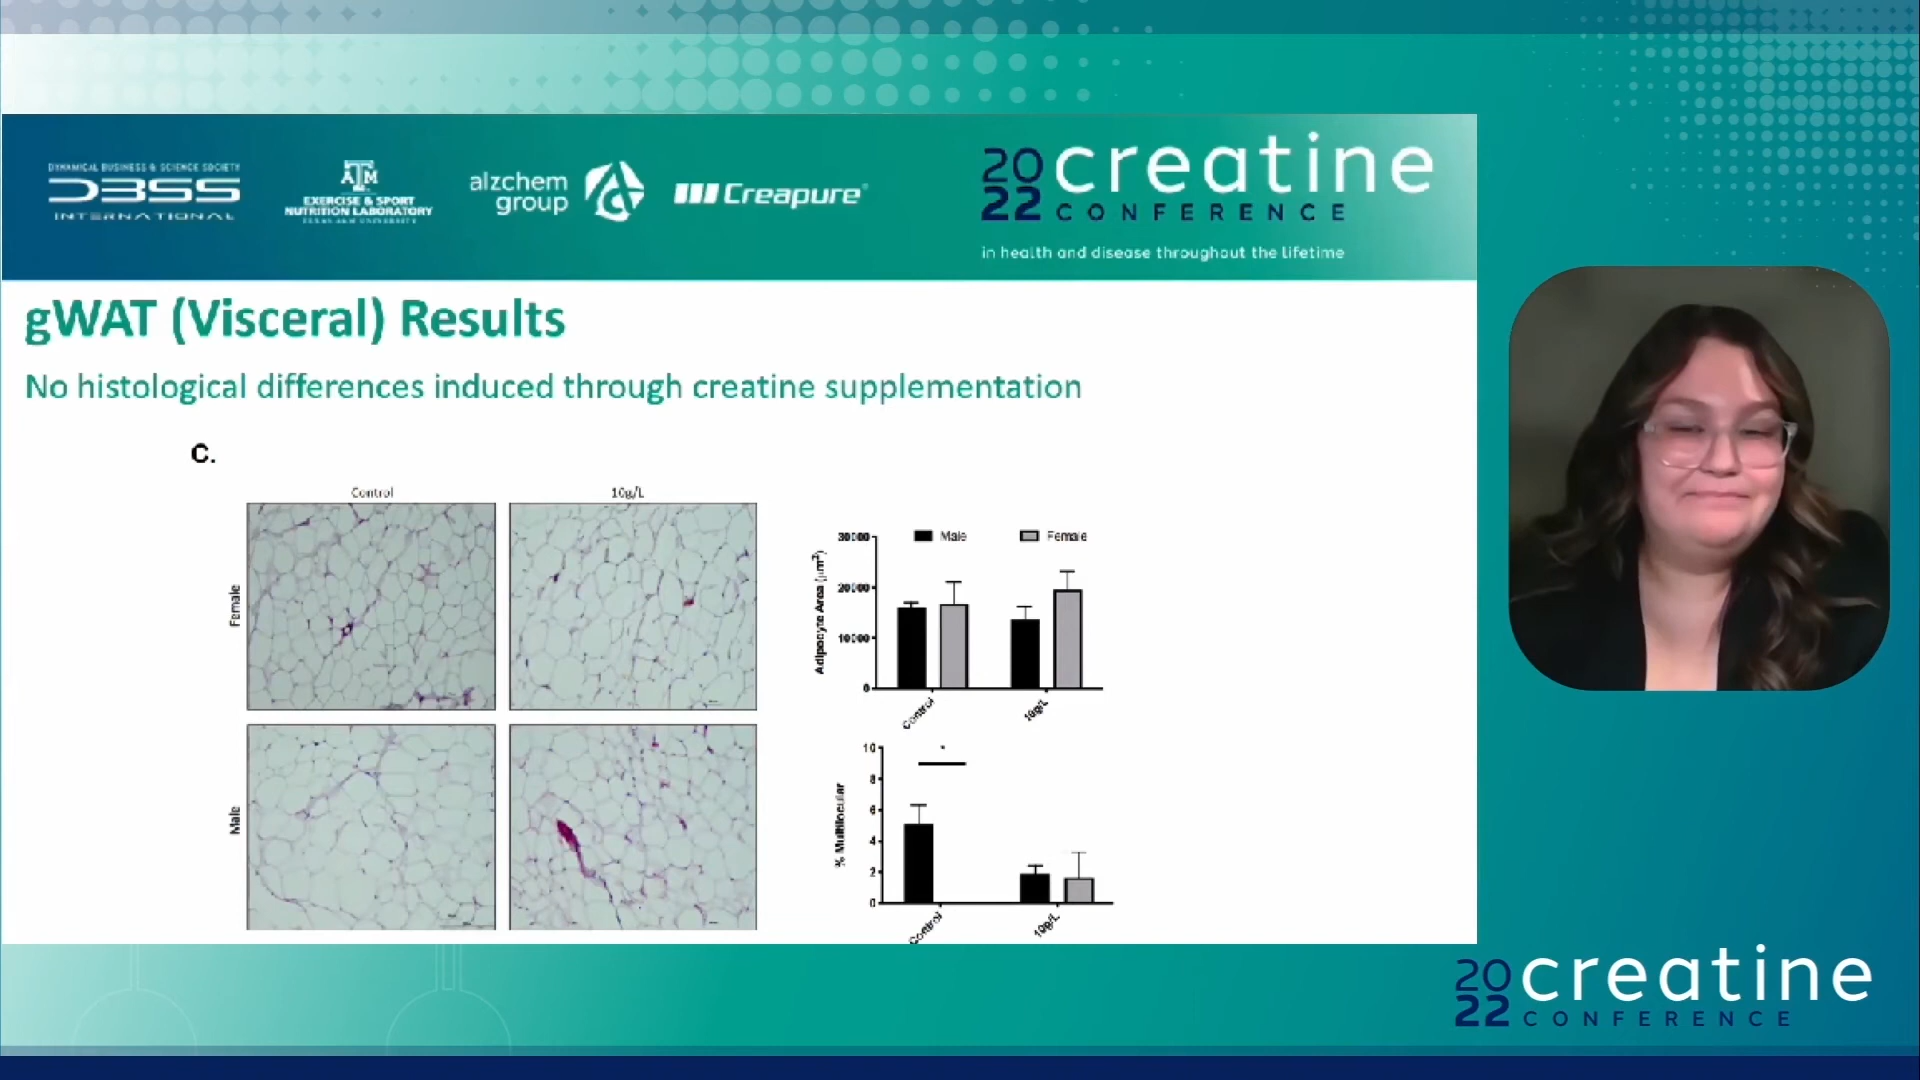 DYNAMICAL BUSINESS & SCIENCE SOCIETY
DBSS
INTERNATIONAL
ATM
EXERCISE & SPORT
NUTRITION LABORATORY
TEXAS A&M UNIVERSITY
alzchem
group
Creapure®
2022 creatine
CONFERENCE
in health and disease throughout the lifetime
gWAT (Visceral) Results
No histological differences induced through creatine supplementation
C.
Control
10g/L
Female
Male
Male
Female
Adipocyte Area (μm²)
30000
20000
10000
0
Control
10g/L
% Multilocular
10
8
6
4
2
0
Control
10g/L
2022 creatine
CONFERENCE